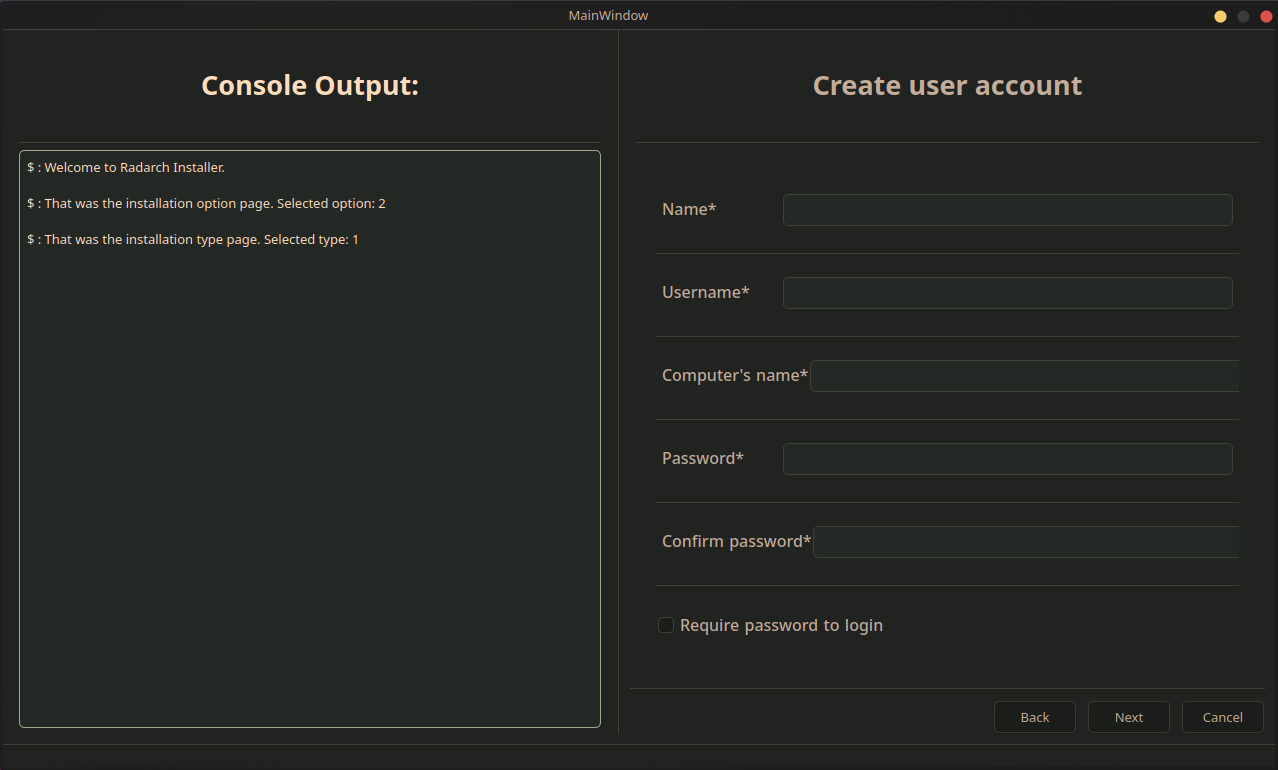 MainWindow
Console Output:
$ : Welcome to Radarch Installer.
$ : That was the installation option page. Selected option: 2
$ : That was the installation type page. Selected type: 1
Create user account
Name*
Username*
Computer's name*
Password*
Confirm password*
Require password to login
Back
Next
Cancel